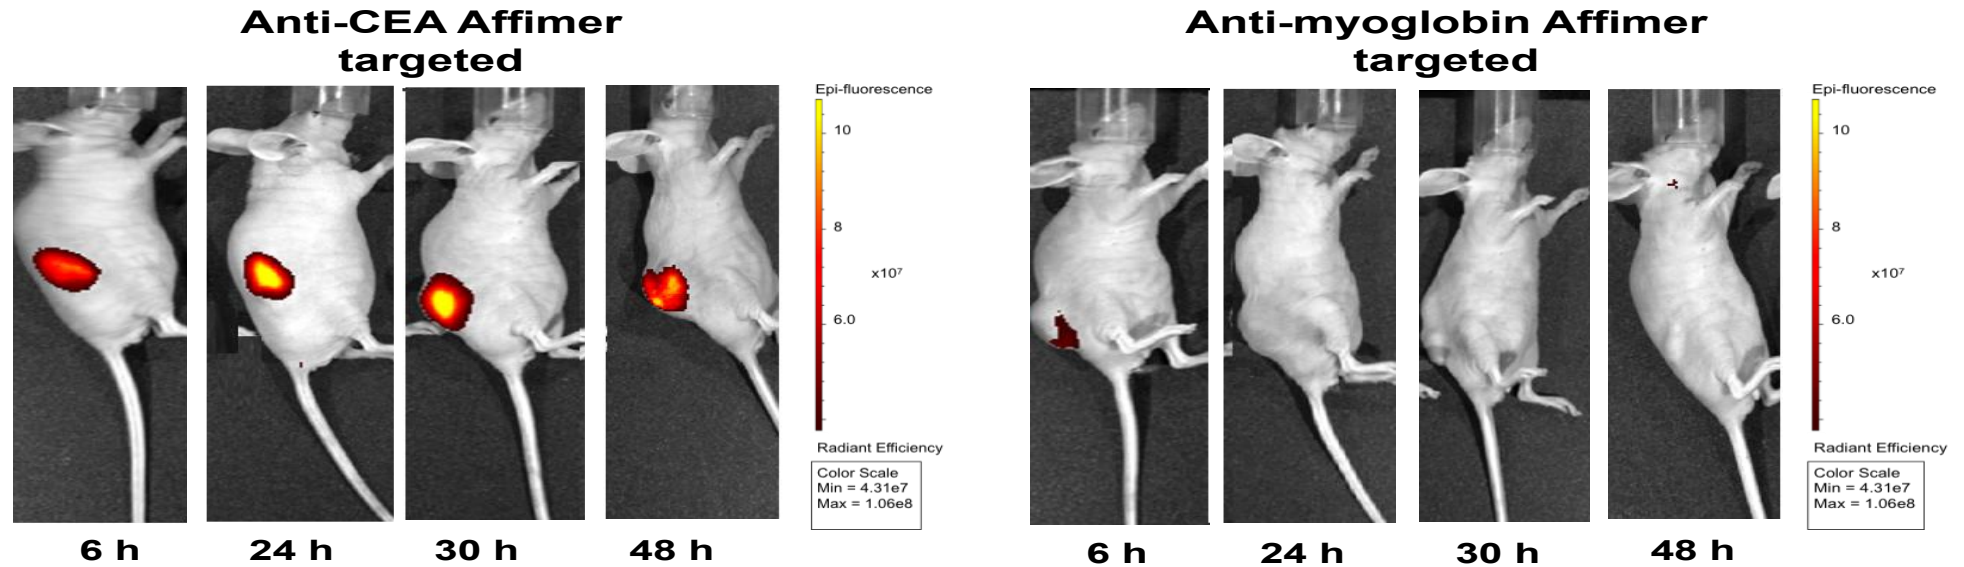 Anti-CEA Affimer
targeted
Epi-fluorescence
10
8
x10⁷
6.0
Radiant Efficiency
Color Scale
Min = 4.31e7
Max = 1.06e8
6 h
24 h
30 h
48 h
Anti-myoglobin Affimer
targeted
Epi-fluorescence
10
8
x10⁷
6.0
Radiant Efficiency
Color Scale
Min = 4.31e7
Max = 1.06e8
6 h
24 h
30 h
48 h